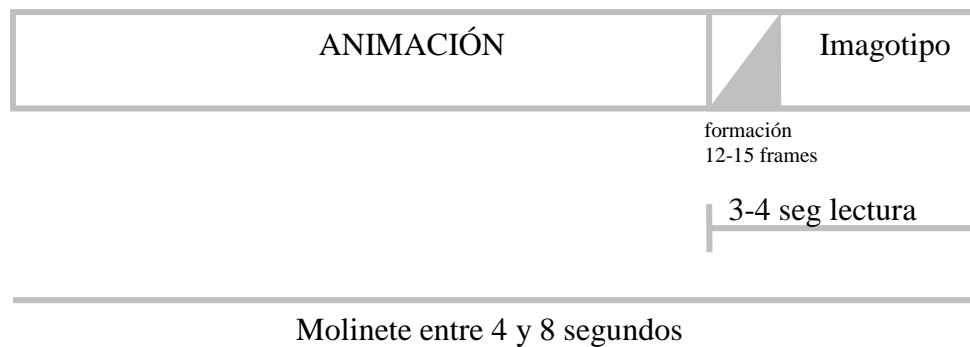 ANIMACIÓN
Imagotipo
formación
12-15 frames
3-4 seg lectura
Molinete entre 4 y 8 segundos